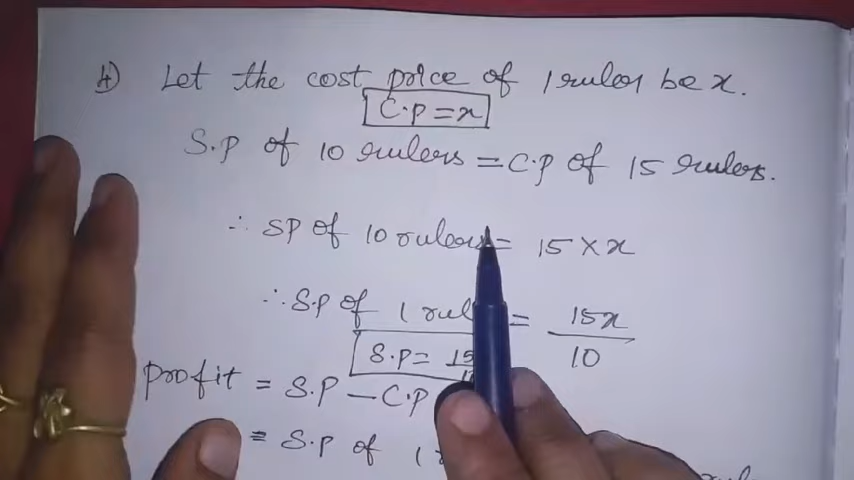 4) Let the cost price of 1 ruler be x.
C.P = x
S.P of 10 rulers = C.P of 15 rulers.
∴ SP of 10 rulers = 15 × x
∴ S.P of 1 = 15x / 10
S.P = 15
Profit = S.P — C.P
= S.P of 1